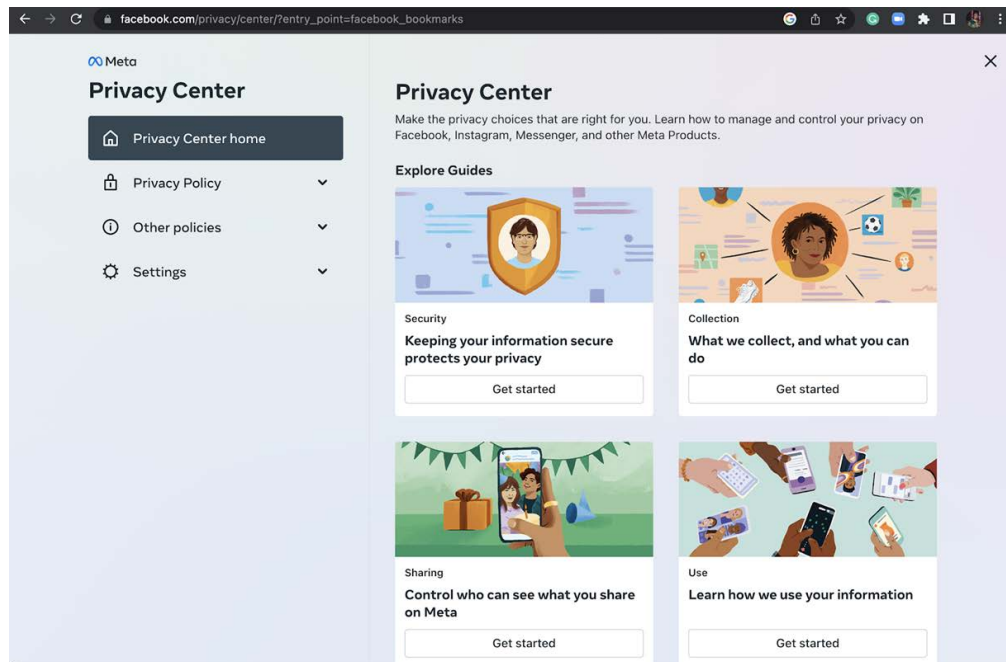 facebook.com/privacy/center/?entry_point=facebook_bookmarks
Meta
Privacy Center
Privacy Center home
Privacy Policy
Other policies
Settings
Privacy Center
Make the privacy choices that are right for you. Learn how to manage and control your privacy on
Facebook, Instagram, Messenger, and other Meta Products.
Explore Guides
Security
Keeping your information secure
protects your privacy
Get started
Collection
What we collect, and what you can
do
Get started
Sharing
Control who can see what you share
on Meta
Get started
Use
Learn how we use your information
Get started